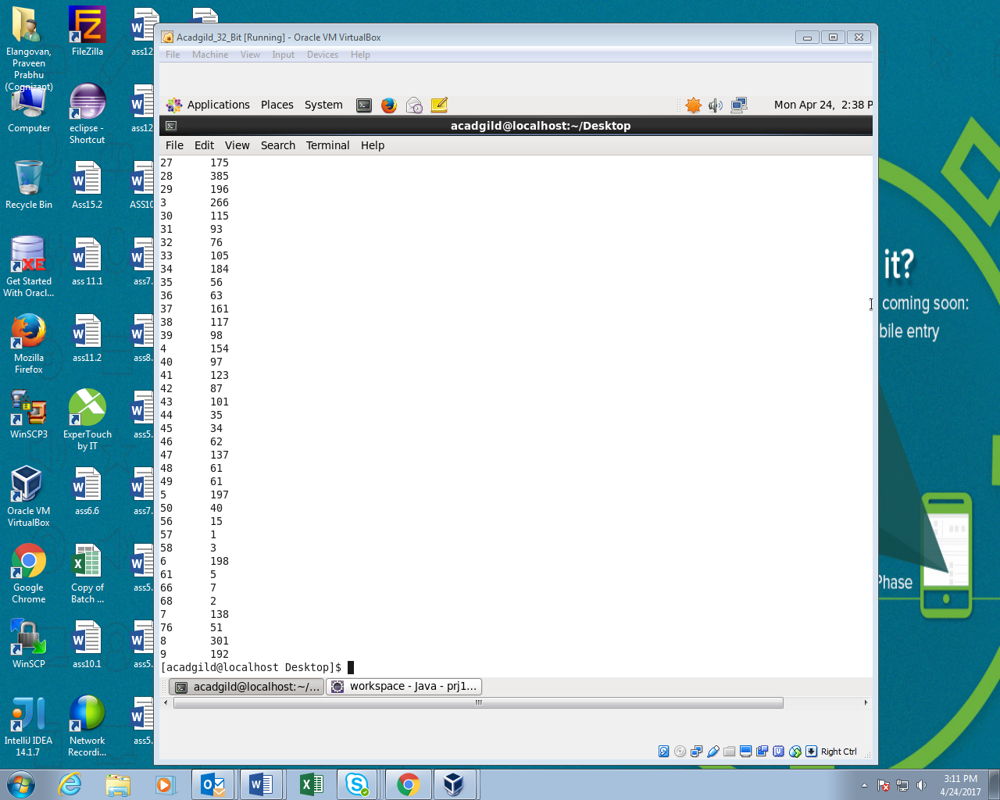 Acadgild_32_Bit [Running] - Oracle VM VirtualBox
File Machine View Input Devices Help
Applications Places System Mon Apr 24, 2:38 P
acadgild@localhost:~/Desktop
File Edit View Search Terminal Help
27 175
28 385
29 196
3 266
30 115
31 93
32 76
33 105
34 184
35 56
36 63
37 161
38 117
39 98
4 154
40 97
41 123
42 87
43 101
44 35
45 34
46 62
47 137
48 61
49 61
5 197
50 40
56 15
57 1
58 3
6 198
61 5
66 7
68 2
7 138
76 51
8 301
9 192
[acadgild@localhost Desktop]$
acadgild@localhost:~/... workspace - Java - prj1...
Right Ctrl
Elangovan,
Praveen
Prabhu
(Cognizant)
FileZilla
ass12
Computer
eclipse -
Shortcut
ass12
Recycle Bin
Ass15.2
ASS10
Get Started
With Oracl...
ass 11.1
ass7.
Mozilla
Firefox
ass11.2
ass8.
WinSCP3
ExperTouch
by IT
ass5.
Oracle VM
VirtualBox
ass6.6
ass7.
Google
Chrome
Copy of
Batch ...
ass5.
WinSCP
ass10.1
ass5.
IntelliJ IDEA
14.1.7
Network
Recordi...
ass5.
it?
coming soon:
bile entry
Phase
3:11 PM
4/24/2017